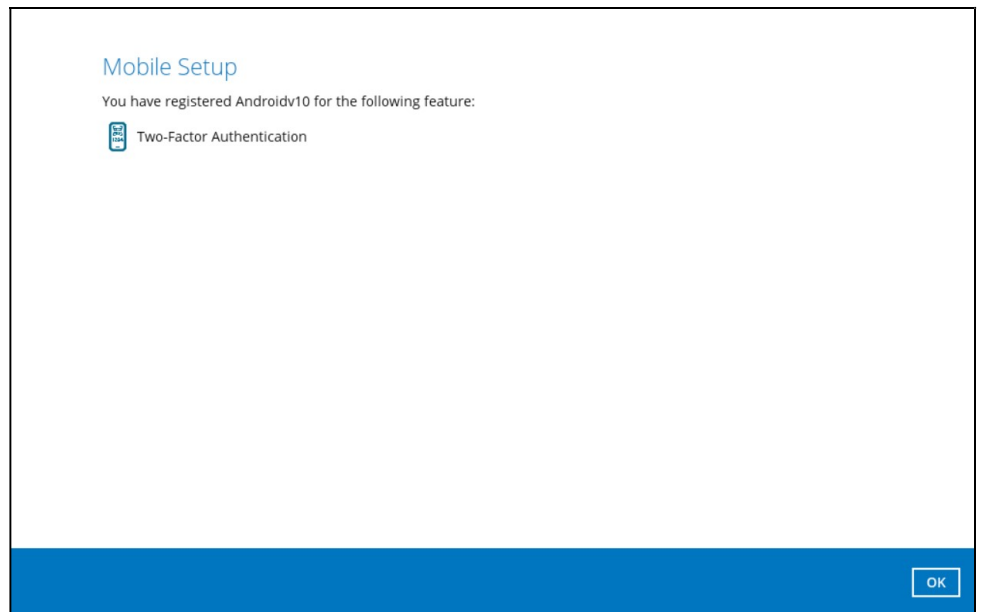 Mobile Setup
You have registered Androidv10 for the following feature:
Two-Factor Authentication
OK